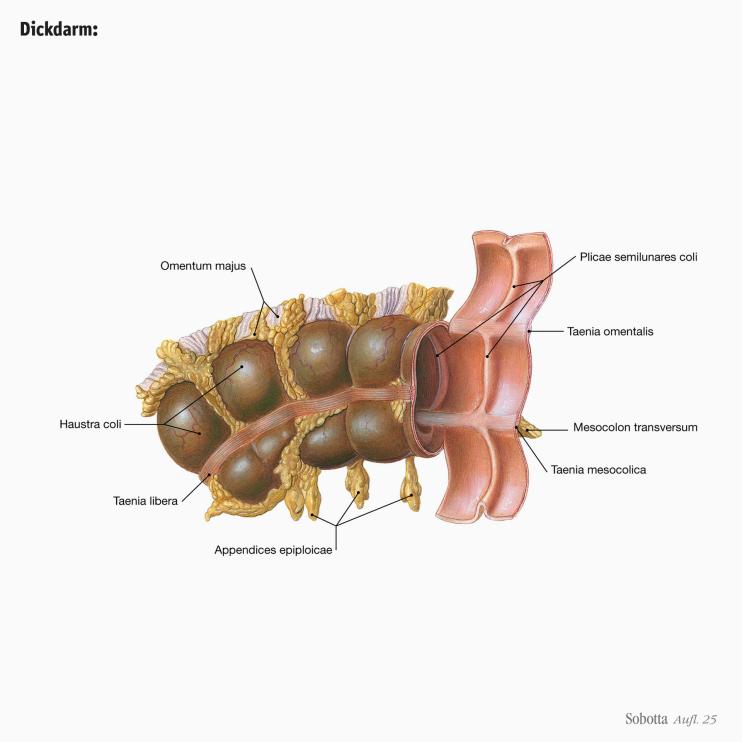 Dickdarm:
Omentum majus
Plicae semilunares coli
Taenia omentalis
Haustra coli
Mesocolon transversum
Taenia mesocolica
Taenia libera
Appendices epiploicae
Sobotta Aufl. 25